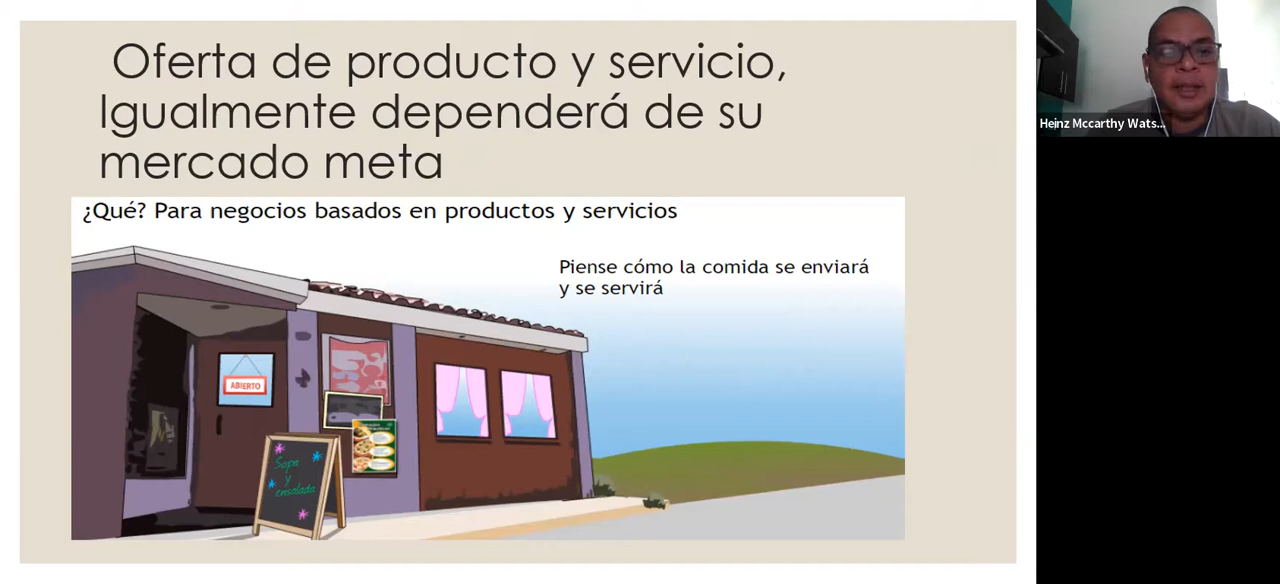 Oferta de producto y servicio,
Igualmente dependerá de su
mercado meta
¿Qué? Para negocios basados en productos y servicios
Piense cómo la comida se enviará
y se servirá
ABIERTO
Sopa
y
ensalada
Heinz Mccarthy Wats...